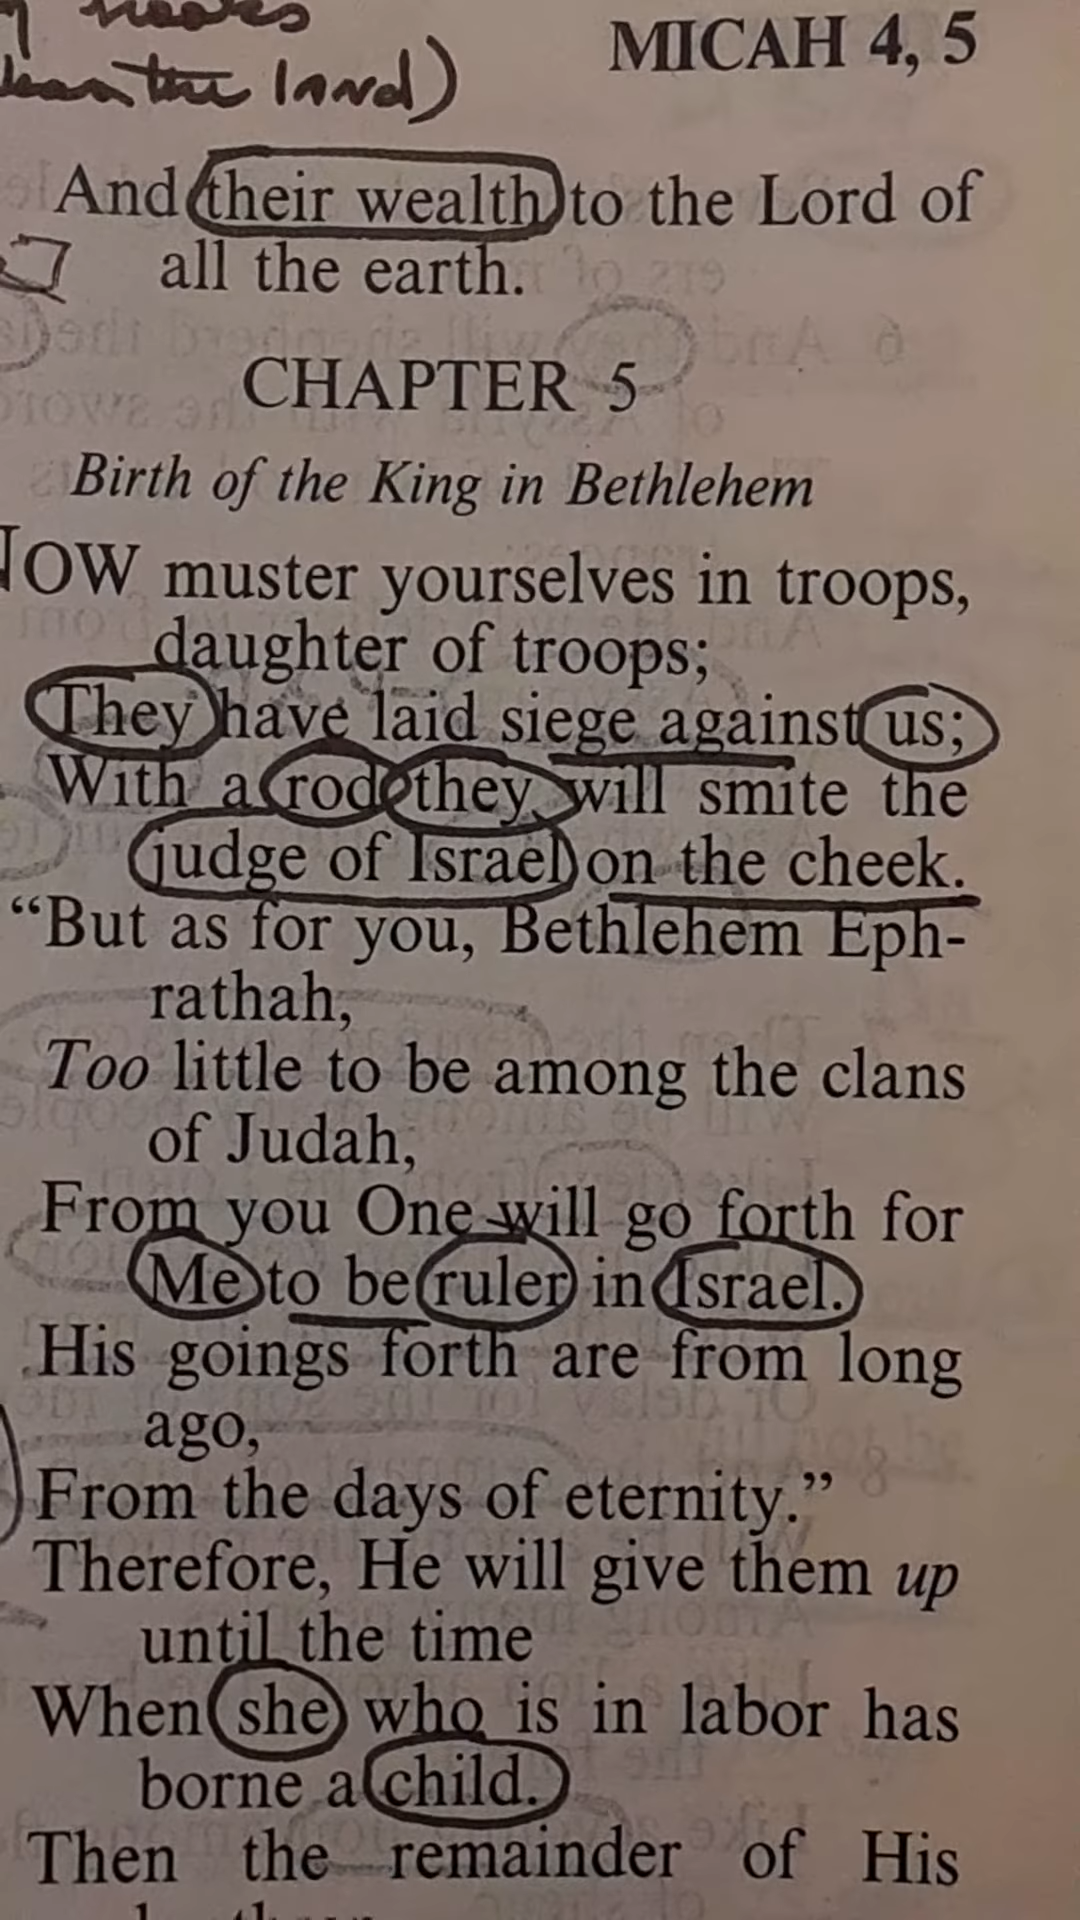 MICAH 4, 5
the land)
And their wealth to the Lord of
all the earth.
CHAPTER 5
Birth of the King in Bethlehem
NOW muster yourselves in troops,
daughter of troops;
They have laid siege against us;
With a rod they will smite the
judge of Israel on the cheek.
“But as for you, Bethlehem Eph-
rathah,
Too little to be among the clans
of Judah,
From you One will go forth for
Me to be ruler in Israel.
His goings forth are from long
ago,
From the days of eternity.”
Therefore, He will give them up
until the time
When she who is in labor has
borne a child.
Then the remainder of His